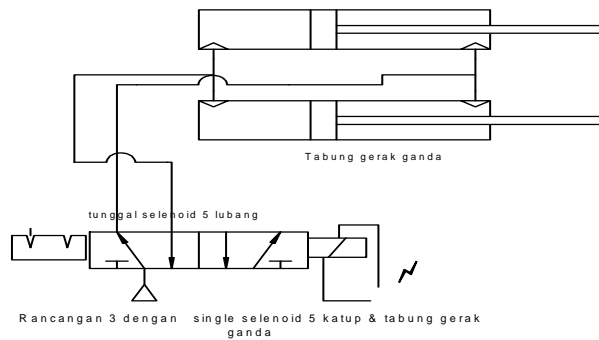 Tabung gerak ganda
tunggal selenoid 5 lubang
Rancangan 3 dengan single selenoid 5 katup & tabung gerak
ganda